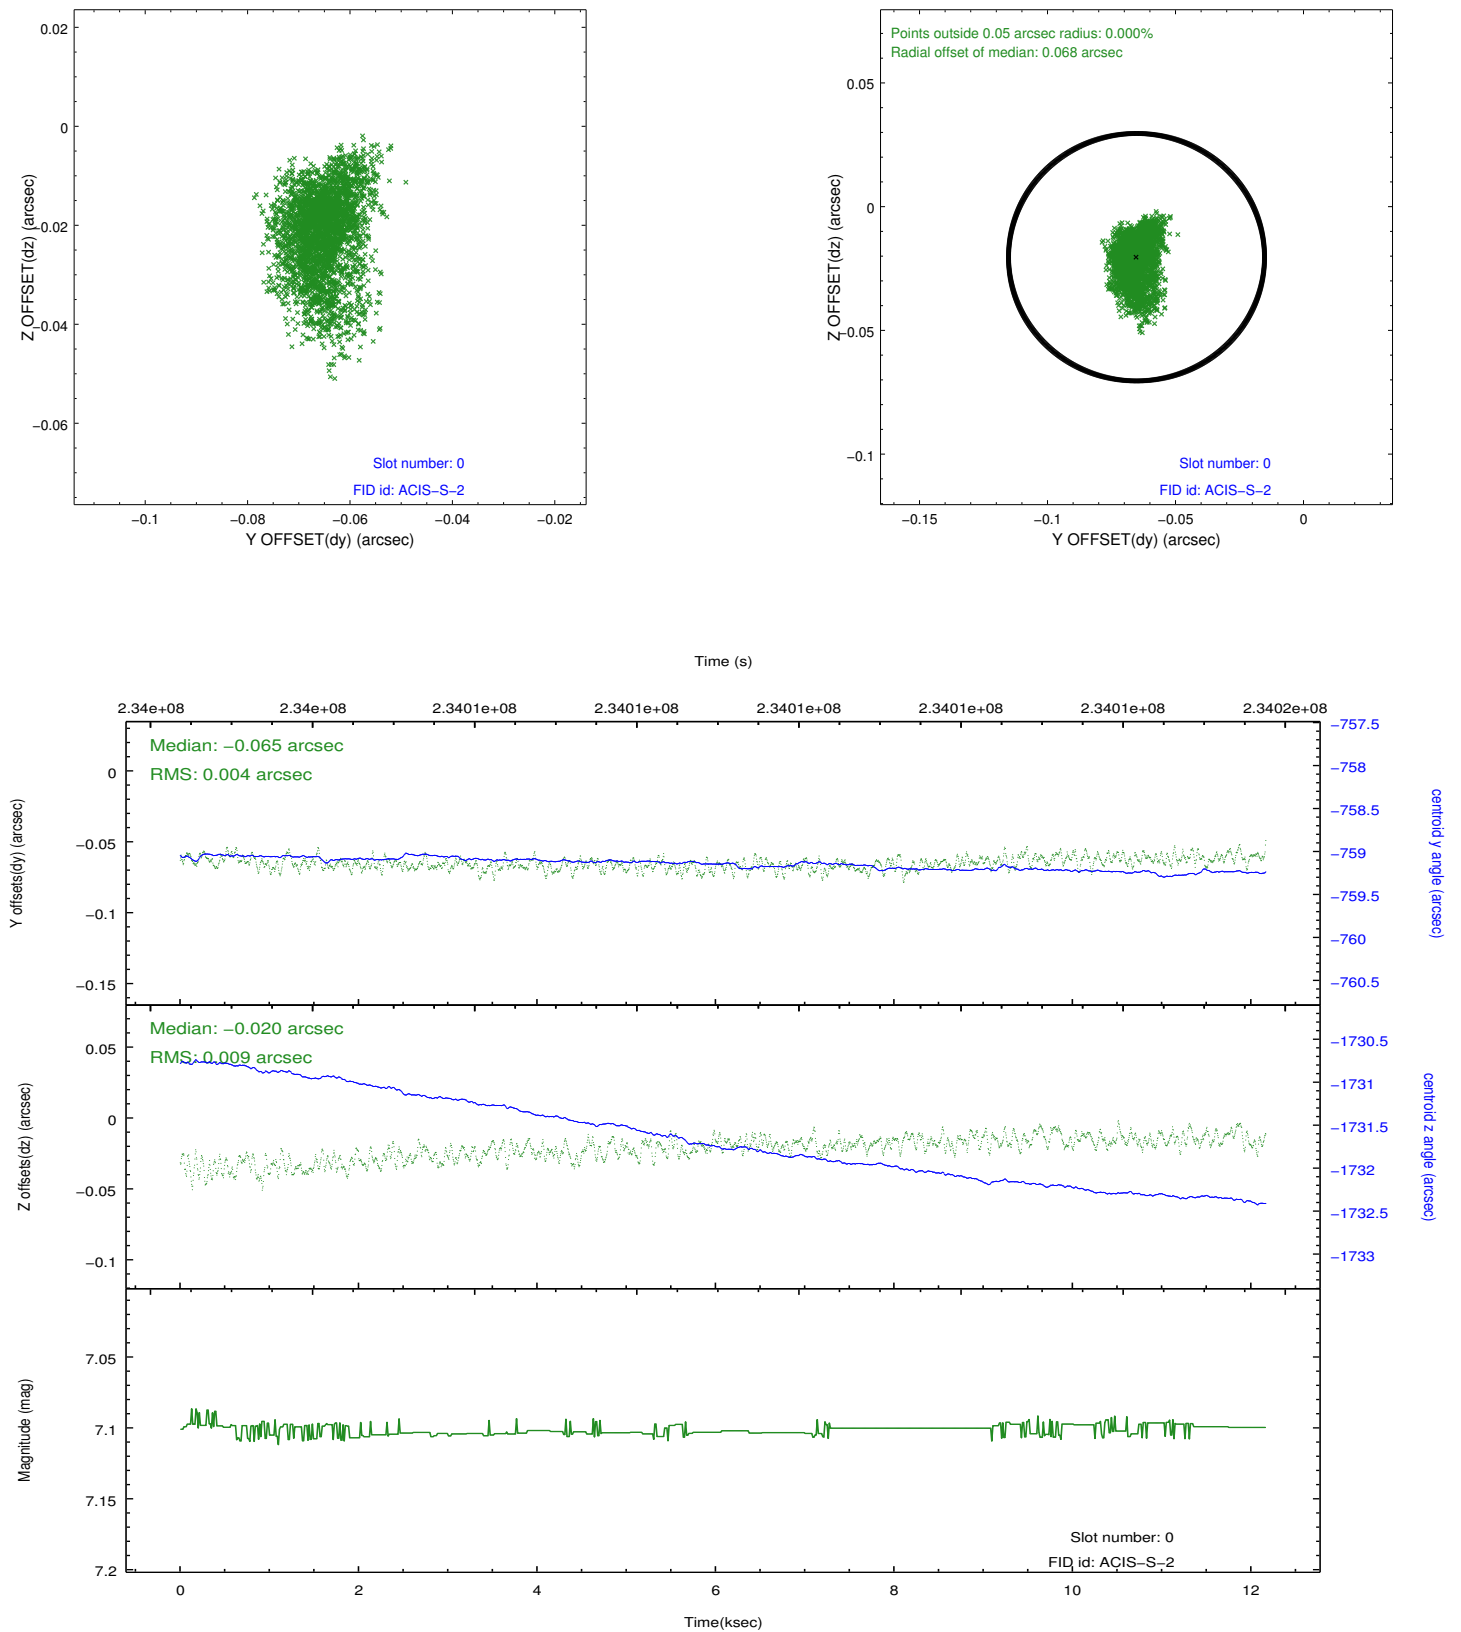 0.02
0
−0.02
−0.04
−0.06
Z OFFSET(dz) (arcsec)
Slot number: 0
FID id: ACIS−S−2
−0.1
−0.08
−0.06
−0.04
−0.02
Y OFFSET(dy) (arcsec)
Points outside 0.05 arcsec radius: 0.000%
Radial offset of median: 0.068 arcsec
0.05
0
−0.05
−0.1
Z OFFSET(dz) (arcsec)
Slot number: 0
FID id: ACIS−S−2
−0.15
−0.1
−0.05
0
Y OFFSET(dy) (arcsec)
Time (s)
2.34e+08
2.34e+08
2.3401e+08
2.3401e+08
2.3401e+08
2.3401e+08
2.3401e+08
2.3402e+08
Median: −0.065 arcsec
RMS: 0.004 arcsec
0
−0.05
−0.1
−0.15
Y offsets(dy) (arcsec)
−757.5
−758
−758.5
−759
−759.5
−760
−760.5
centroid y angle (arcsec)
Median: −0.020 arcsec
RMS: 0.009 arcsec
0.05
0
−0.05
−0.1
Z offsets(dz) (arcsec)
−1730.5
−1731
−1731.5
−1732
−1732.5
−1733
centroid z angle (arcsec)
7.05
7.1
7.15
7.2
Magnitude (mag)
Slot number: 0
FID id: ACIS−S−2
0
2
4
6
8
10
12
Time(ksec)